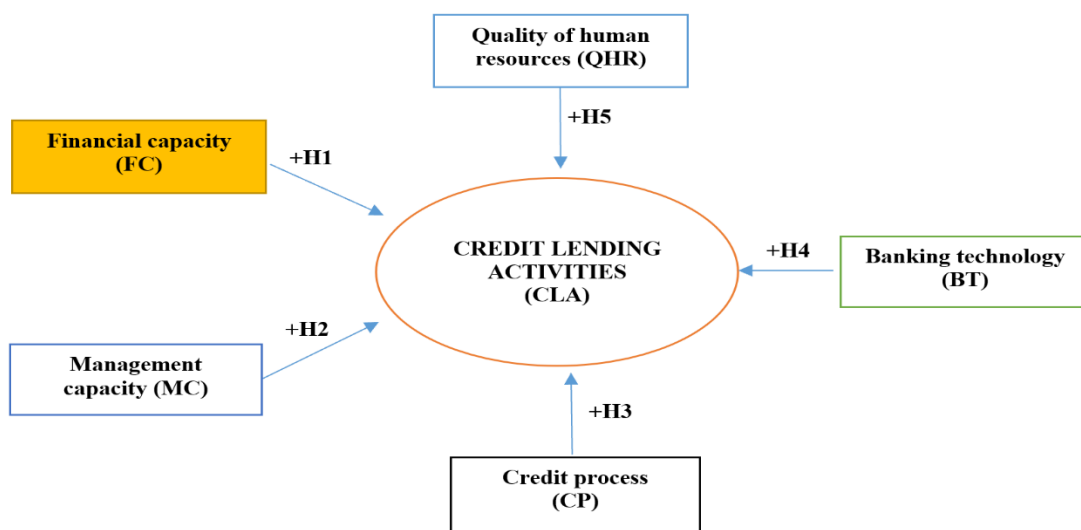 Quality of human
resources (QHR)
+H5
Financial capacity
(FC)
+H1
CREDIT LENDING
ACTIVITIES
(CLA)
+H4
Banking technology
(BT)
+H2
Management
capacity (MC)
+H3
Credit process
(CP)